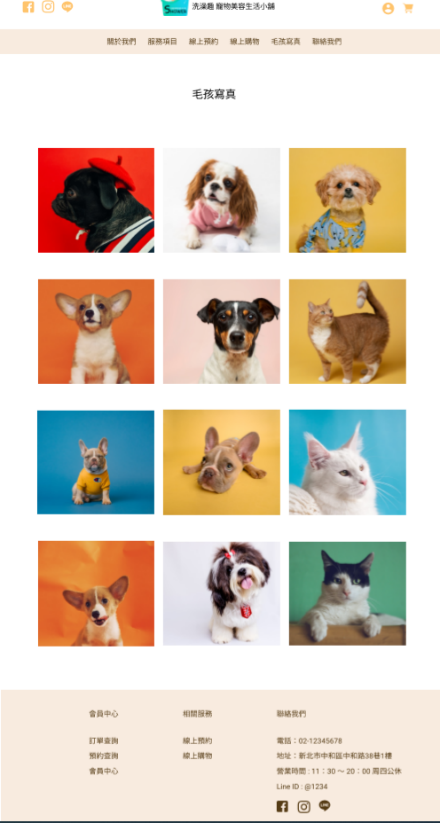 洗澡趣 寵物美容生活小舖
關於我們 服務項目 線上預約 線上購物 毛孩寫真 聯絡我們
毛孩寫真
會員中心 相關服務 聯絡我們
訂單查詢 線上預約 電話：02-12345678
預約查詢 線上購物 地址：新北市中和區中和路38巷1樓
會員中心 營業時間 : 11：30 ～ 20：00 周四公休
Line ID : @1234